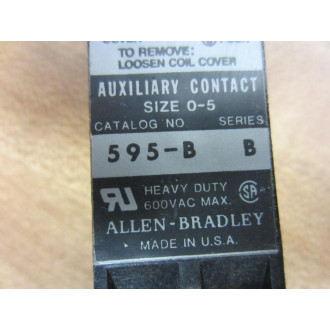 TO REMOVE:
LOOSEN COIL COVER
AUXILIARY CONTACT
SIZE 0-5
CATALOG NO SERIES
595-B B
HEAVY DUTY
600VAC MAX.
ALLEN-BRADLEY
MADE IN U.S.A.